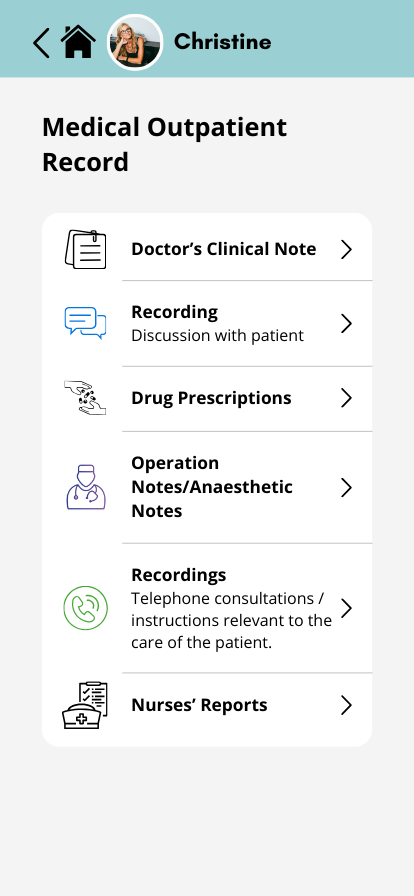 Christine
Medical Outpatient
Record
Doctor’s Clinical Note
Recording
Discussion with patient
Drug Prescriptions
Operation
Notes/Anaesthetic
Notes
Recordings
Telephone consultations /
instructions relevant to the
care of the patient.
Nurses’ Reports